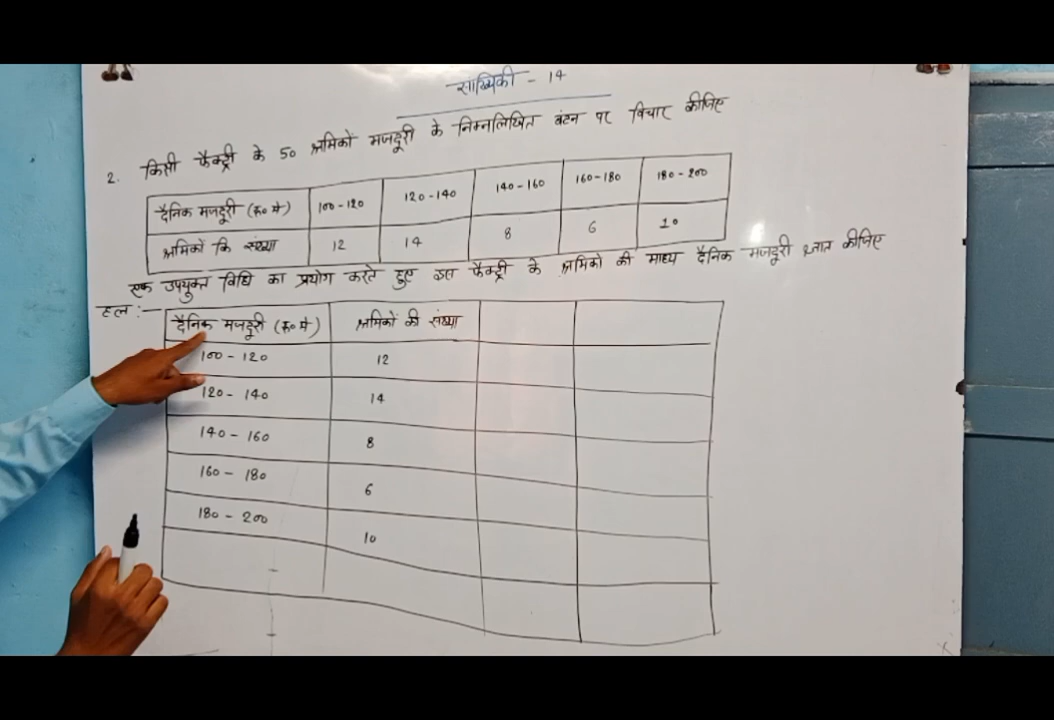 सांख्यिकी - 14
2. किसी फैक्ट्री के 50 श्रमिकों मजदूरी के निम्नलिखित बंटन पर विचार कीजिए
दैनिक मजदूरी (रू० मे) 100-120 120-140 140-160 160-180 180-200
श्रमिकों कि संख्या 12 14 8 6 10
एक उपयुक्त विधि का प्रयोग करते हुए इस फैक्ट्री के श्रमिको की माध्य दैनिक मजदूरी ज्ञात कीजिए
हल :-
दैनिक मजदूरी (रू० मे) श्रमिकों की संख्या
100 - 120 12
120 - 140 14
140 - 160 8
160 - 180 6
180 - 200 10